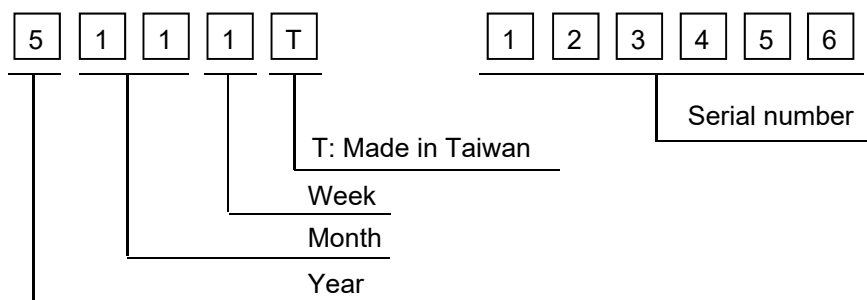 5 1 1 1 T 1 2 3 4 5 6
Serial number
T: Made in Taiwan
Week
Month
Year